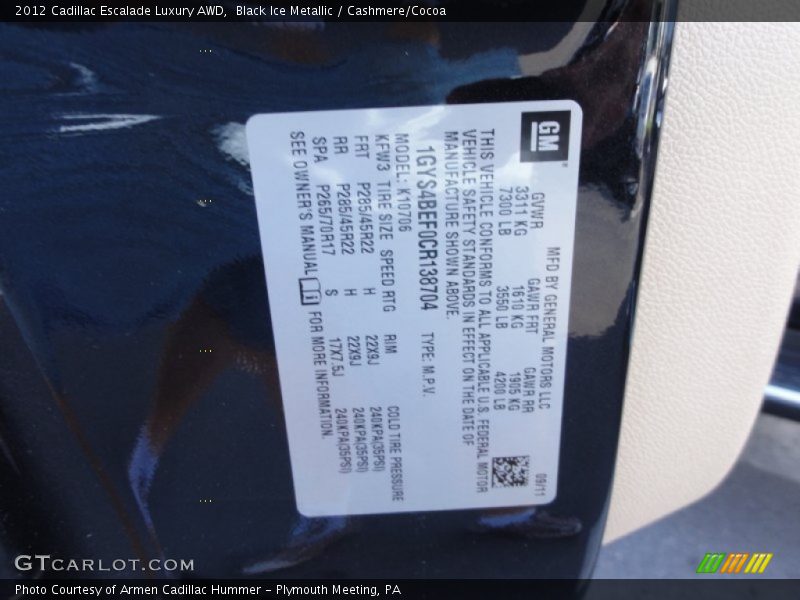 2012 Cadillac Escalade Luxury AWD,  Black Ice Metallic / Cashmere/Cocoa
GM
MFD BY GENERAL MOTORS LLC 09/11
GVWR GAWR FRT GAWR RR
3311 KG 1610 KG 1905 KG
7300 LB 3550 LB 4200 LB
THIS VEHICLE CONFORMS TO ALL APPLICABLE U.S. FEDERAL MOTOR
VEHICLE SAFETY STANDARDS IN EFFECT ON THE DATE OF
MANUFACTURE SHOWN ABOVE.
1GYS4BEF0CR138704 TYPE: M.P.V.
MODEL: K10706
KFW3 TIRE SIZE SPEED RTG RIM COLD TIRE PRESSURE
FRT P285/45R22 H 22X9J 240KPA(35PSI)
RR P285/45R22 H 22X9J 240KPA(35PSI)
SPA P265/70R17 S 17X7.5J 240KPA(35PSI)
SEE OWNER'S MANUAL i FOR MORE INFORMATION.
GTcarlot.com
Photo Courtesy of Armen Cadillac Hummer - Plymouth Meeting, PA